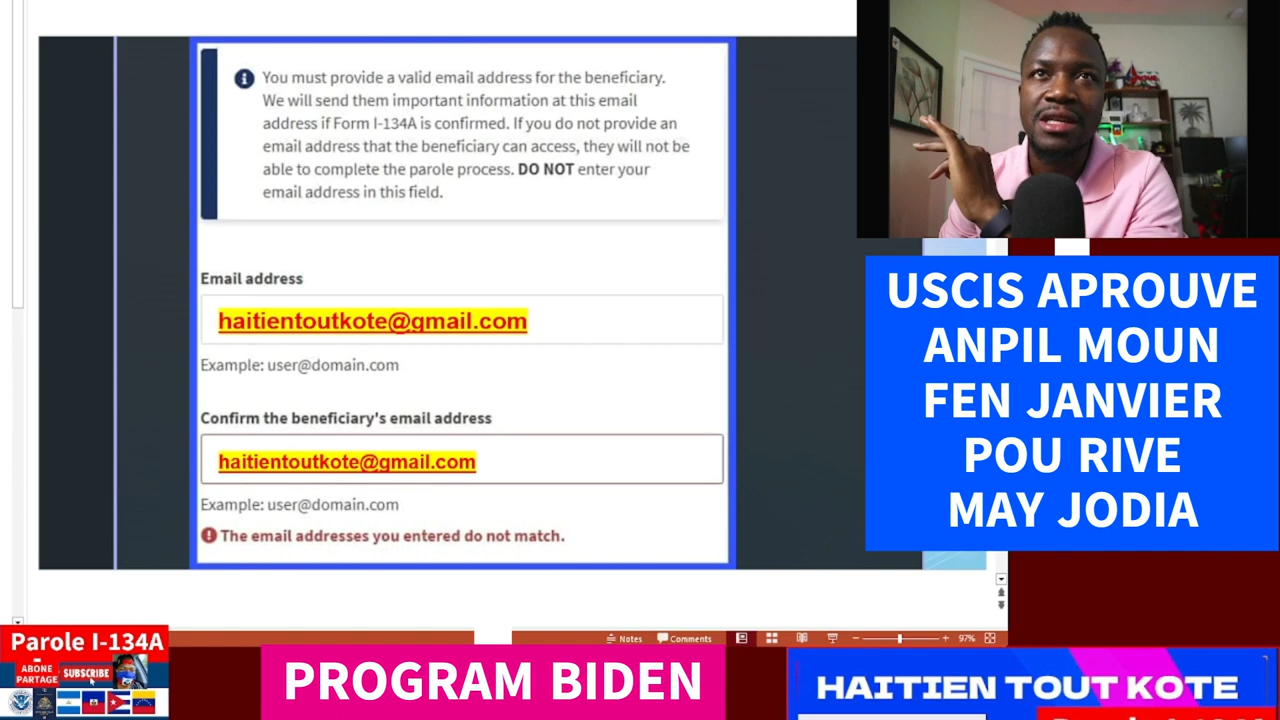 You must provide a valid email address for the beneficiary.
We will send them important information at this email
address if Form I-134A is confirmed. If you do not provide an
email address that the beneficiary can access, they will not be
able to complete the parole process. DO NOT enter your
email address in this field.
Email address
haitientoutkote@gmail.com
Example: user@domain.com
Confirm the beneficiary's email address
haitientoutkote@gmail.com
Example: user@domain.com
The email addresses you entered do not match.
USCIS APROUVE
ANPIL MOUN
FEN JANVIER
POU RIVE
MAY JODIA
Notes
Comments
97%
Parole I-134A
ABONE
PARTAGE
SUBSCRIBE
PROGRAM BIDEN
HAITIEN TOUT KOTE